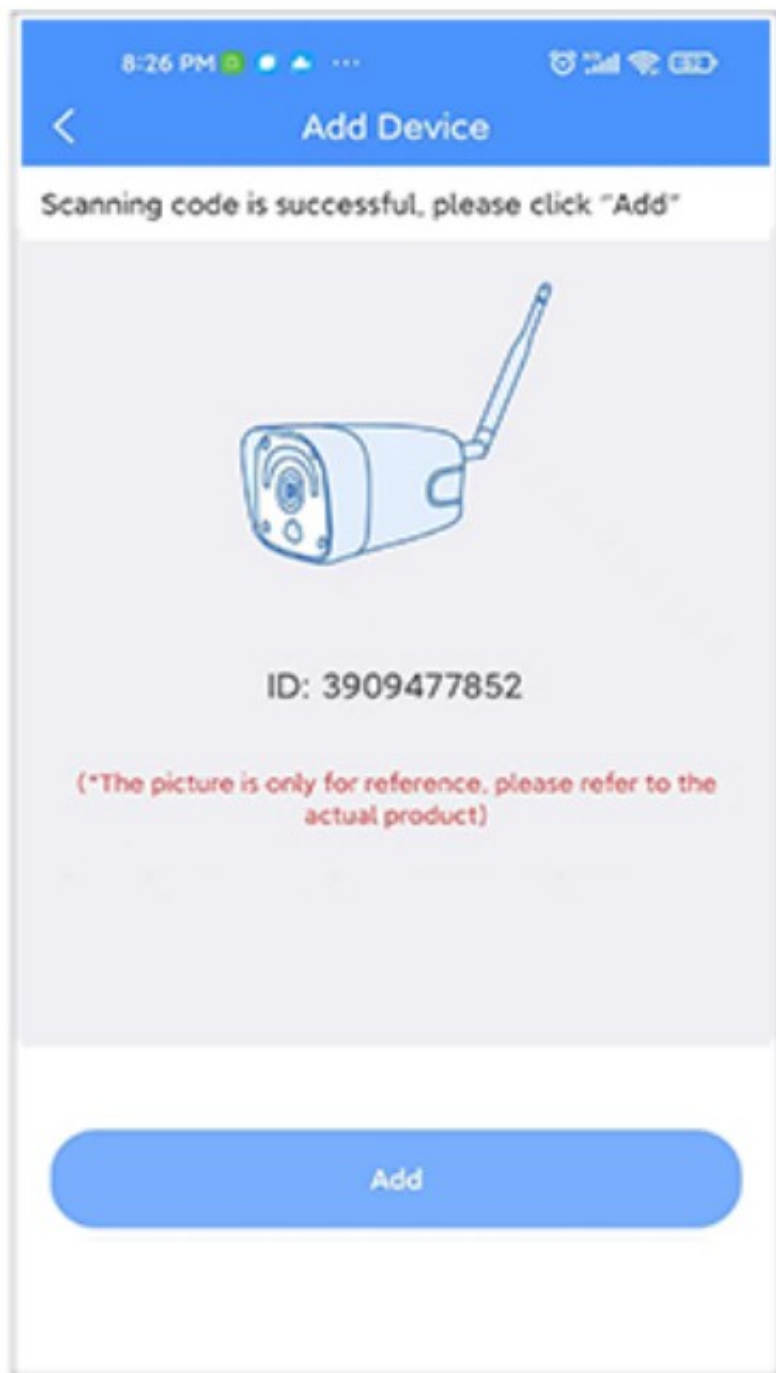 8:26 PM
Add Device
Scanning code is successful, please click "Add"
ID: 3909477852
(*The picture is only for reference, please refer to the
actual product)
Add